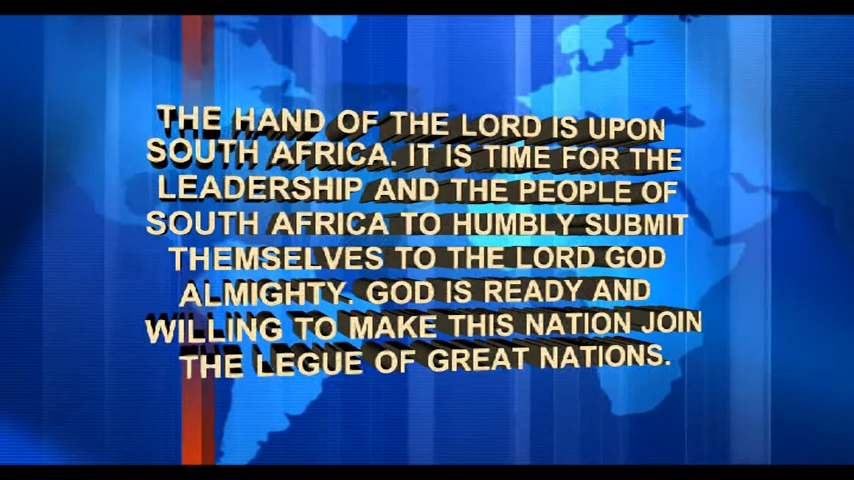 THE HAND OF THE LORD IS UPON
SOUTH AFRICA. IT IS TIME FOR THE
LEADERSHIP AND THE PEOPLE OF
SOUTH AFRICA TO HUMBLY SUBMIT
THEMSELVES TO THE LORD GOD
ALMIGHTY. GOD IS READY AND
WILLING TO MAKE THIS NATION JOIN
THE LEGUE OF GREAT NATIONS.